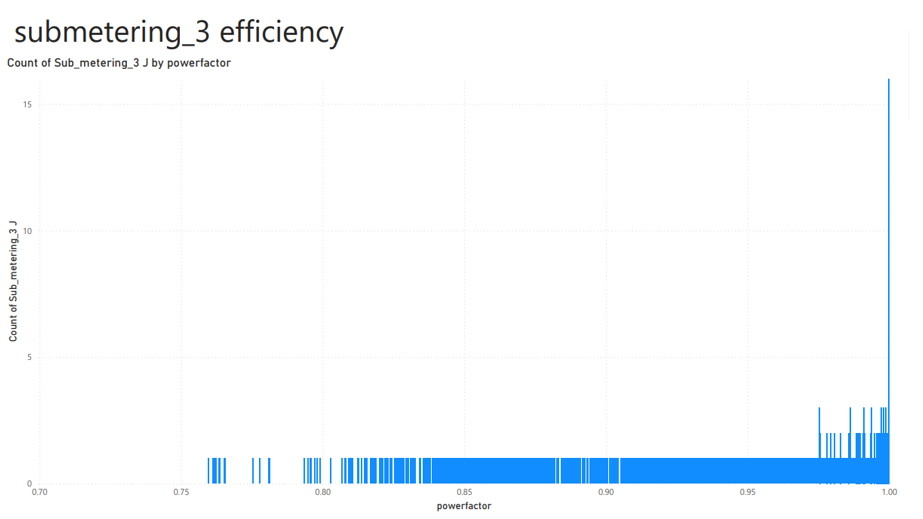 submetering_3 efficiency
Count of Sub_metering_3 J by powerfactor
15
10
5
0
Count of Sub_metering_3 J
0.70 0.75 0.80 0.85 0.90 0.95 1.00
powerfactor